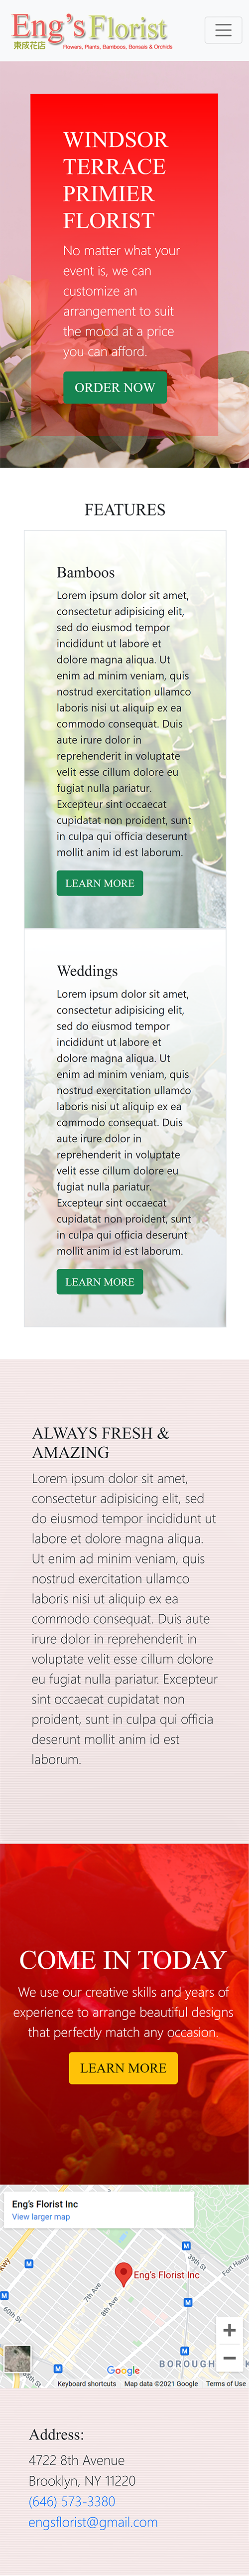 Eng's Florist
東成花店 Flowers, Plants, Bamboos, Bonsais & Orchids
WINDSOR
TERRACE
PRIMIER
FLORIST
No matter what your
event is, we can
customize an
arrangement to suit
the mood at a price
you can afford.
ORDER NOW
FEATURES
Bamboos
Lorem ipsum dolor sit amet,
consectetur adipisicing elit,
sed do eiusmod tempor
incididunt ut labore et
dolore magna aliqua. Ut
enim ad minim veniam, quis
nostrud exercitation ullamco
laboris nisi ut aliquip ex ea
commodo consequat. Duis
aute irure dolor in
reprehenderit in voluptate
velit esse cillum dolore eu
fugiat nulla pariatur.
Excepteur sint occaecat
cupidatat non proident, sunt
in culpa qui officia deserunt
mollit anim id est laborum.
LEARN MORE
Weddings
Lorem ipsum dolor sit amet,
consectetur adipisicing elit,
sed do eiusmod tempor
incididunt ut labore et
dolore magna aliqua. Ut
enim ad minim veniam, quis
nostrud exercitation ullamco
laboris nisi ut aliquip ex ea
commodo consequat. Duis
aute irure dolor in
reprehenderit in voluptate
velit esse cillum dolore eu
fugiat nulla pariatur.
Excepteur sint occaecat
cupidatat non proident, sunt
in culpa qui officia deserunt
mollit anim id est laborum.
LEARN MORE
ALWAYS FRESH &
AMAZING
Lorem ipsum dolor sit amet,
consectetur adipisicing elit, sed
do eiusmod tempor incididunt ut
labore et dolore magna aliqua.
Ut enim ad minim veniam, quis
nostrud exercitation ullamco
laboris nisi ut aliquip ex ea
commodo consequat. Duis aute
irure dolor in reprehenderit in
voluptate velit esse cillum dolore
eu fugiat nulla pariatur. Excepteur
sint occaecat cupidatat non
proident, sunt in culpa qui officia
deserunt mollit anim id est
laborum.
COME IN TODAY
We use our creative skills and years of
experience to arrange beautiful designs
that perfectly match any occasion.
LEARN MORE
Eng's Florist Inc
View larger map
M
39th St
Fort Hami
kwy
M
Eng's Florist Inc
7th Ave
M
8th Ave
M
60th St
M
BOROUGH
K
65th St
M
Google
Keyboard shortcuts Map data ©2021 Google Terms of Use
Address:
4722 8th Avenue
Brooklyn, NY 11220
(646) 573-3380
engsflorist@gmail.com